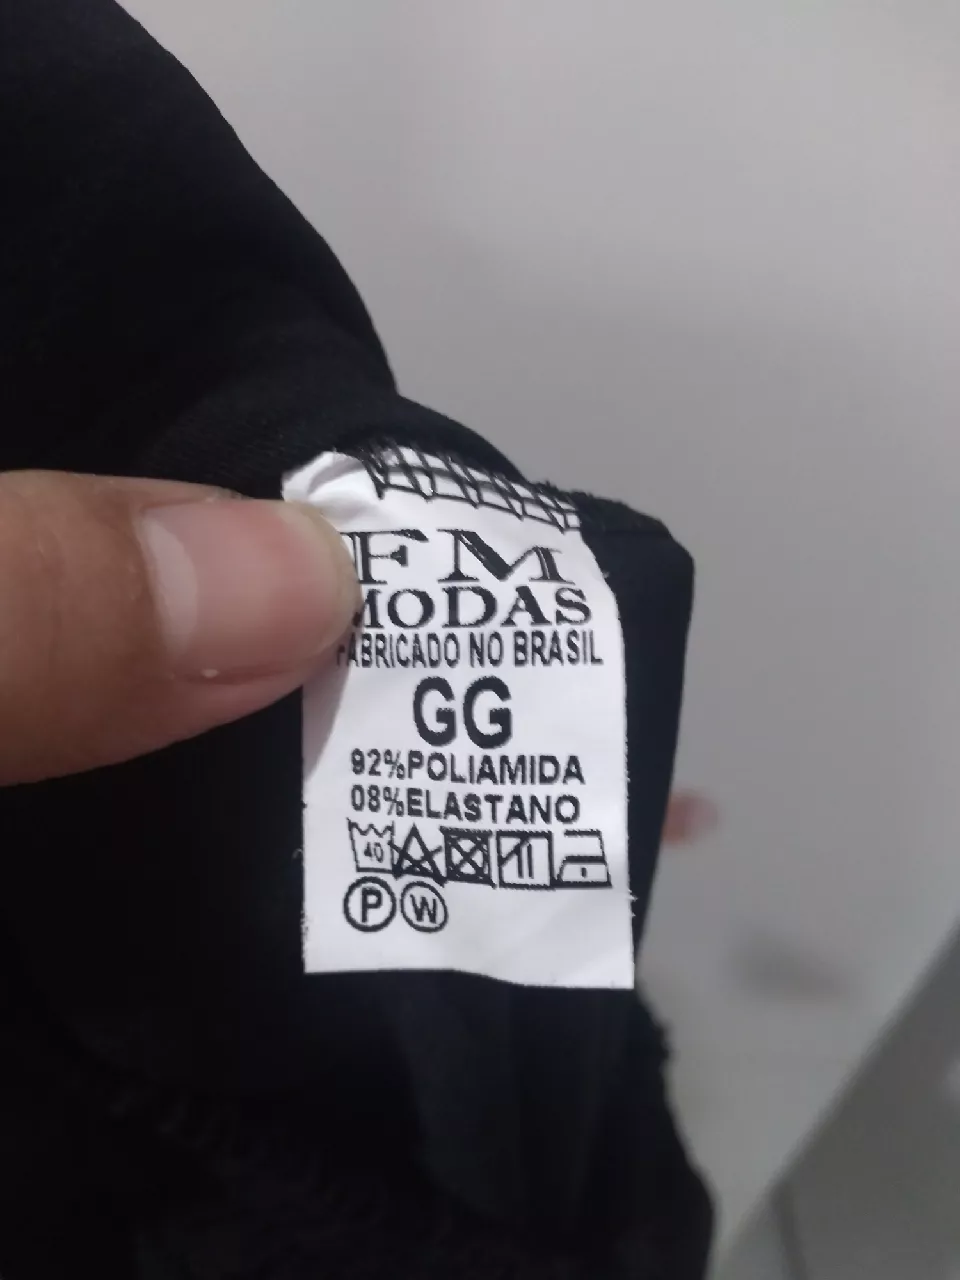 FM
MODAS
FABRICADO NO BRASIL
GG
92%POLIAMIDA
08%ELASTANO
40
P W